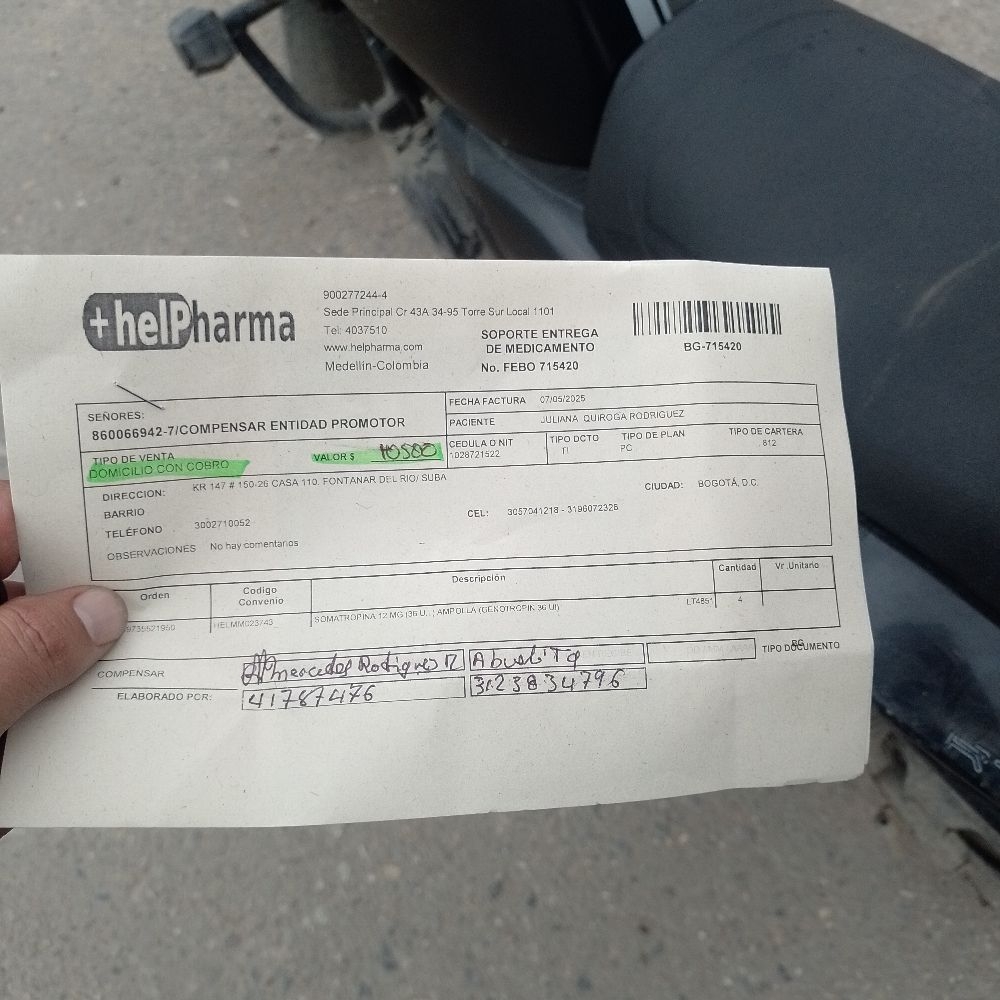 +helPharma
900277244-4
Sede Principal Cr 43A 34-95 Torre Sur Local 1101
Tel: 4037510
www.helpharma.com
Medellín-Colombia
SOPORTE ENTREGA
DE MEDICAMENTO
No. FEBO 715420
BG-715420
SEÑORES:
860066942-7/COMPENSAR ENTIDAD PROMOTOR
FECHA FACTURA 07/05/2025
PACIENTE JULIANA QUIROGA RODRIGUEZ
TIPO DE VENTA
DOMICILIO CON COBRO
VALOR $ 10500
CEDULA O NIT
1028721522
TIPO DCTO
TI
TIPO DE PLAN
PC
TIPO DE CARTERA
812
DIRECCION: KR 147 # 150-26 CASA 110. FONTANAR DEL RIO/ SUBA
CIUDAD: BOGOTÁ, D.C.
BARRIO
TELÉFONO 3002710052
CEL: 3057041218 - 3196072326
OBSERVACIONES No hay comentarios
Orden Codigo Convenio Descripción Cantidad Vr.Unitario
9735521950 HELMM023743 SOMATROPINA 12 MG (36 U...) AMPOLLA (GENOTROPIN 36 UI) LT4851 4
COMPENSAR
Mercedes Rodriguez R Abuelita
BG
TIPO DOCUMENTO
ELABORADO POR: 41787476 3123834796